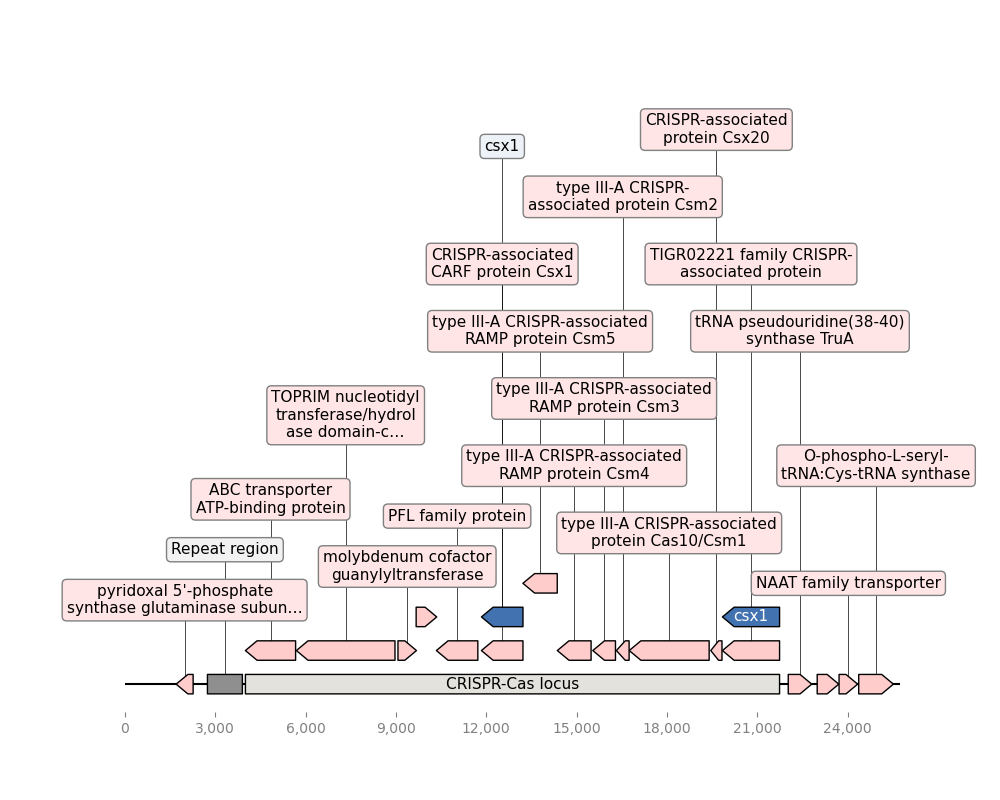 CRISPR-associated
protein Csx20
csx1
type III-A CRISPR-
associated protein Csm2
CRISPR-associated
CARF protein Csx1
TIGR02221 family CRISPR-
associated protein
type III-A CRISPR-associated
RAMP protein Csm5
tRNA pseudouridine(38-40)
synthase TruA
type III-A CRISPR-associated
RAMP protein Csm3
TOPRIM nucleotidyl
transferase/hydrol
ase domain-c...
type III-A CRISPR-associated
RAMP protein Csm4
O-phospho-L-seryl-
tRNA:Cys-tRNA synthase
ABC transporter
ATP-binding protein
PFL family protein
type III-A CRISPR-associated
protein Cas10/Csm1
Repeat region
molybdenum cofactor
guanylyltransferase
NAAT family transporter
pyridoxal 5'-phosphate
synthase glutaminase subun...
csx1
CRISPR-Cas locus
0
3,000
6,000
9,000
12,000
15,000
18,000
21,000
24,000